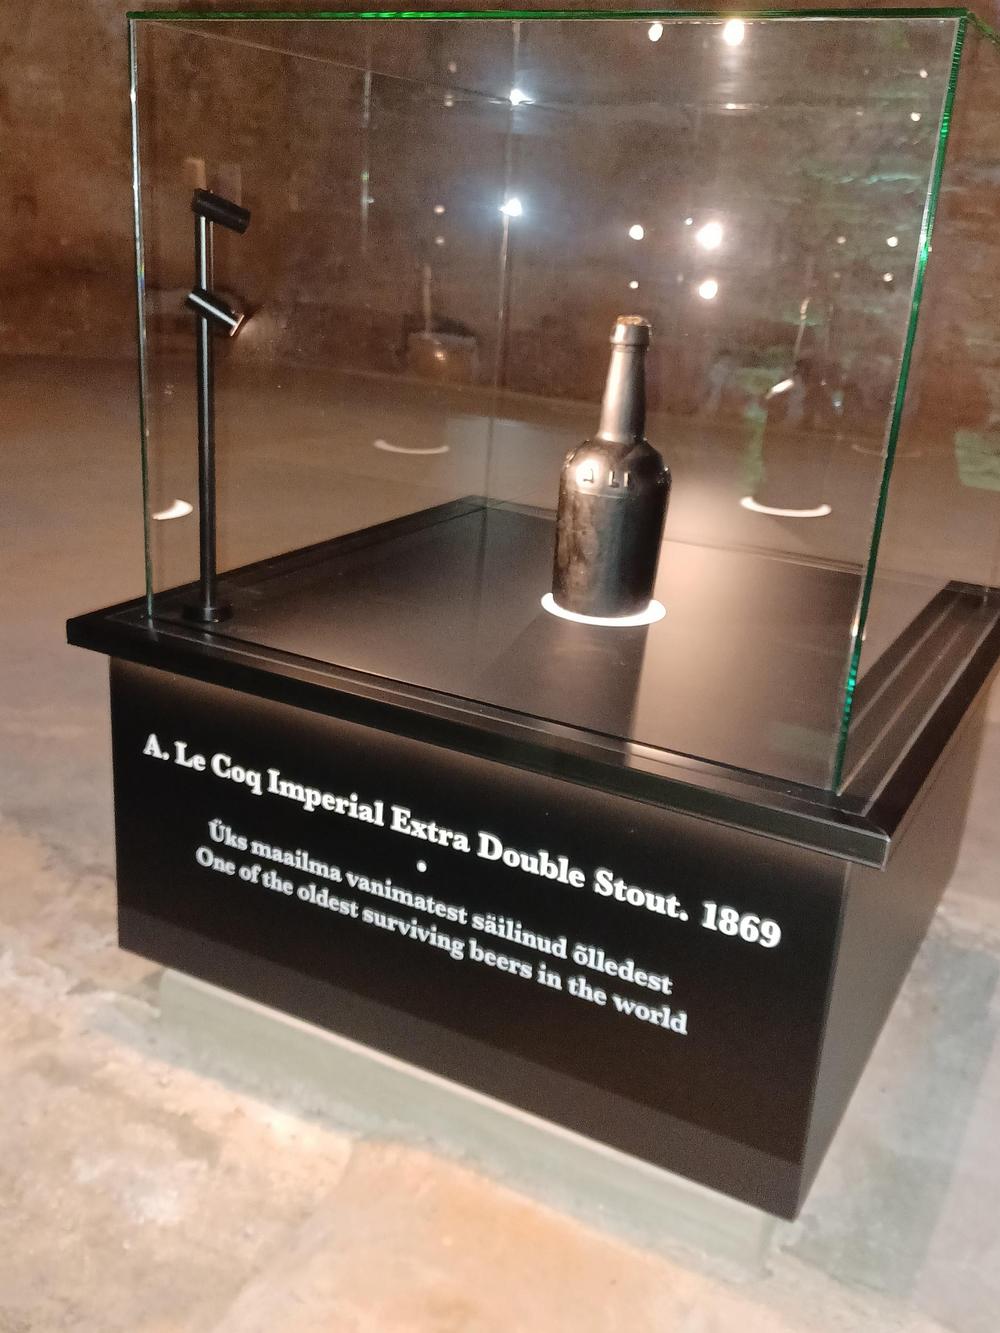 A. Le Coq Imperial Extra Double Stout. 1869
•
Üks maailma vanimatest säilinud õlledest
One of the oldest surviving beers in the world